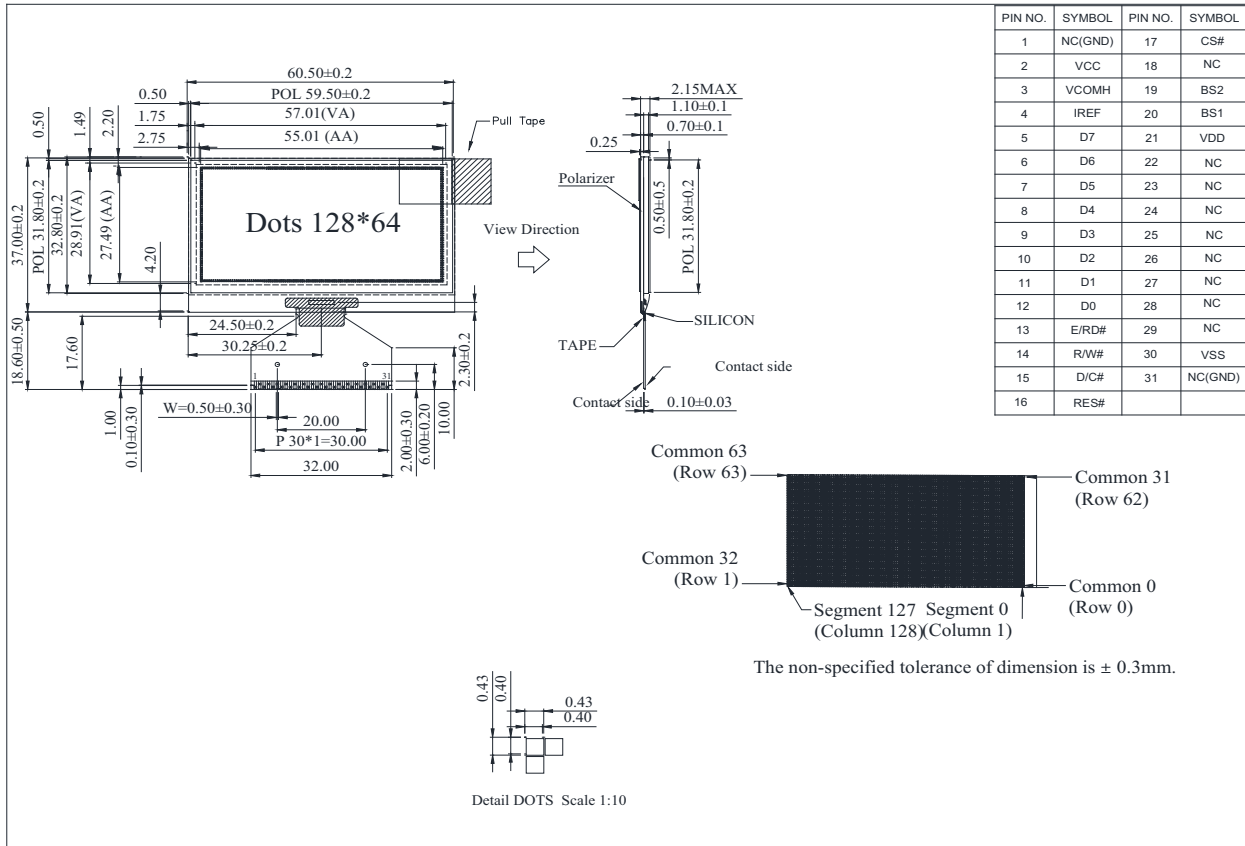 60.50±0.2
POL 59.50±0.2
57.01(VA)
55.01 (AA)
0.50
1.75
2.75
0.50
1.49
2.20
Pull Tape
37.00±0.2
POL 31.80±0.2
32.80±0.2
28.91(VA)
27.49 (AA)
4.20
Dots 128*64
View Direction
18.60±0.50
17.60
24.50±0.2
30.25±0.2
2.30±0.2
1
31
1.00
0.10±0.30
W=0.50±0.30
20.00
P 30*1=30.00
32.00
2.00±0.30
6.00±0.20
10.00
2.15MAX
1.10±0.1
0.70±0.1
0.25
Polarizer
0.50±0.5
POL 31.80±0.2
SILICON
TAPE
Contact side
Contact side
0.10±0.03
PIN NO. SYMBOL PIN NO. SYMBOL
1 NC(GND) 17 CS#
2 VCC 18 NC
3 VCOMH 19 BS2
4 IREF 20 BS1
5 D7 21 VDD
6 D6 22 NC
7 D5 23 NC
8 D4 24 NC
9 D3 25 NC
10 D2 26 NC
11 D1 27 NC
12 D0 28 NC
13 E/RD# 29 NC
14 R/W# 30 VSS
15 D/C# 31 NC(GND)
16 RES#
Common 63
(Row 63)
Common 31
(Row 62)
Common 32
(Row 1)
Common 0
(Row 0)
Segment 127 Segment 0
(Column 128)(Column 1)
The non-specified tolerance of dimension is ± 0.3mm.
0.43
0.40
0.43
0.40
Detail DOTS Scale 1:10